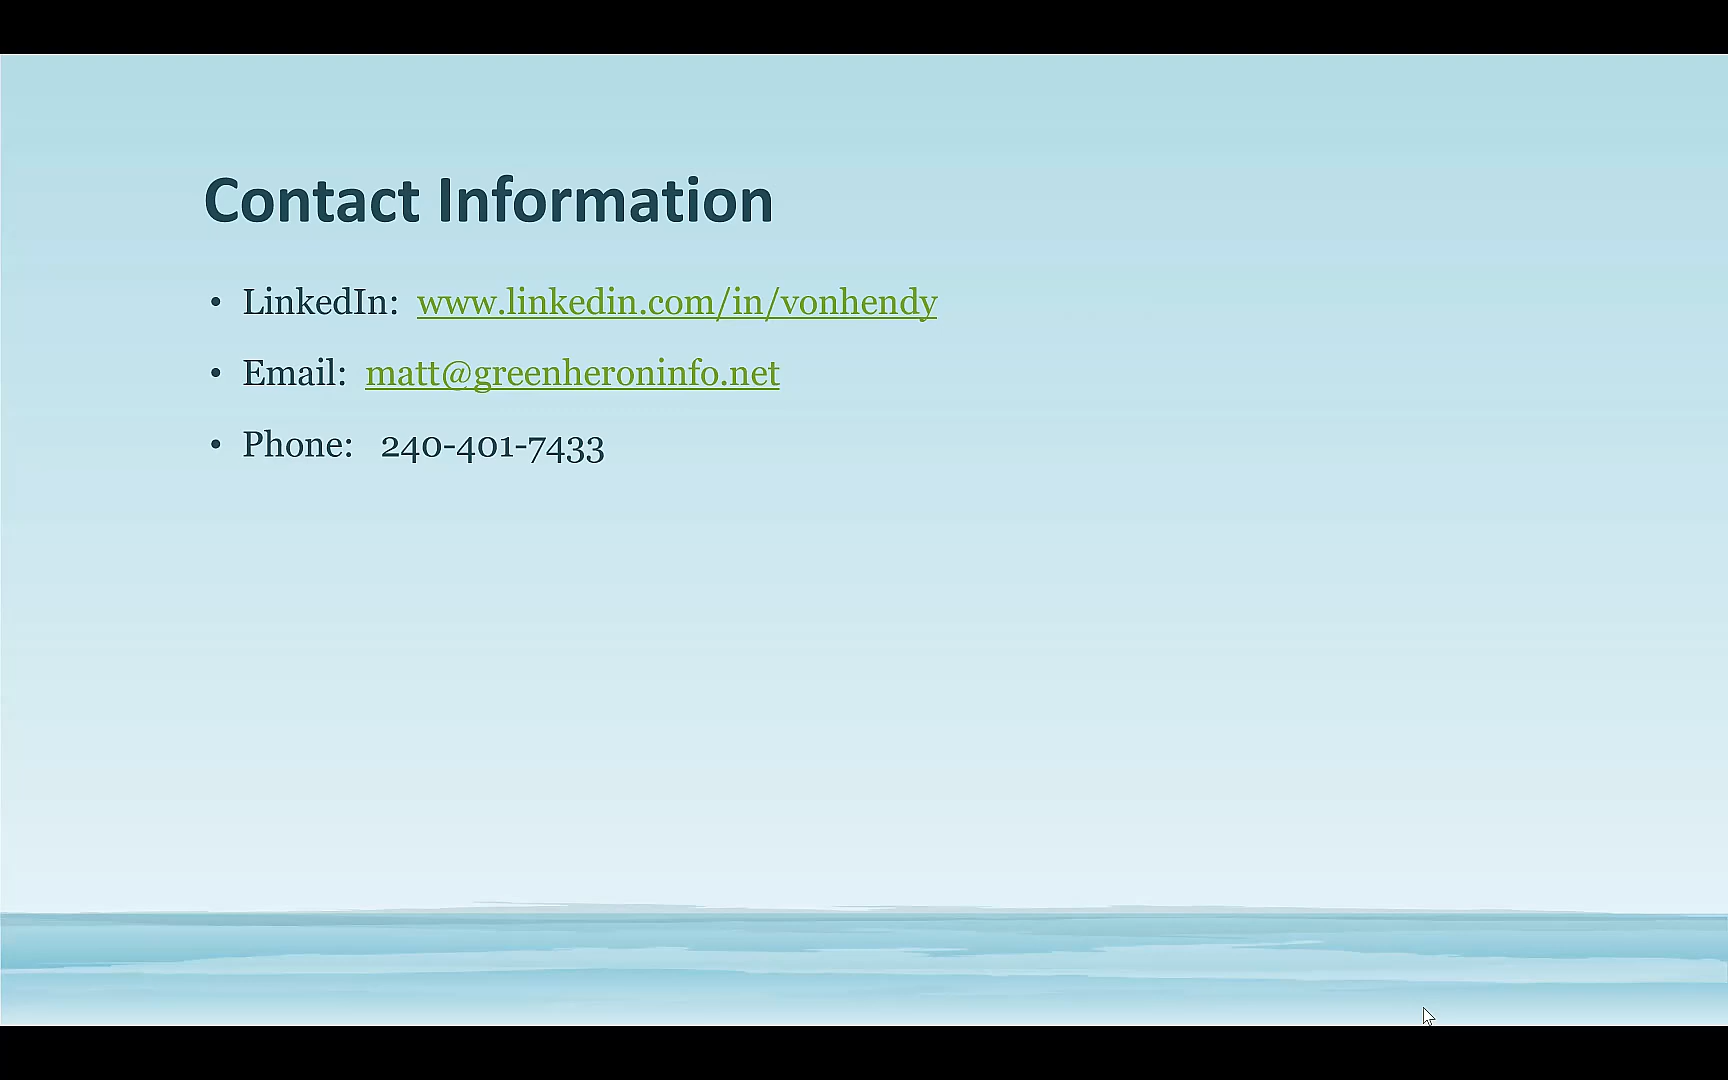 Contact Information
• LinkedIn: www.linkedin.com/in/vonhendy
• Email: matt@greenheroninfo.net
• Phone: 240-401-7433